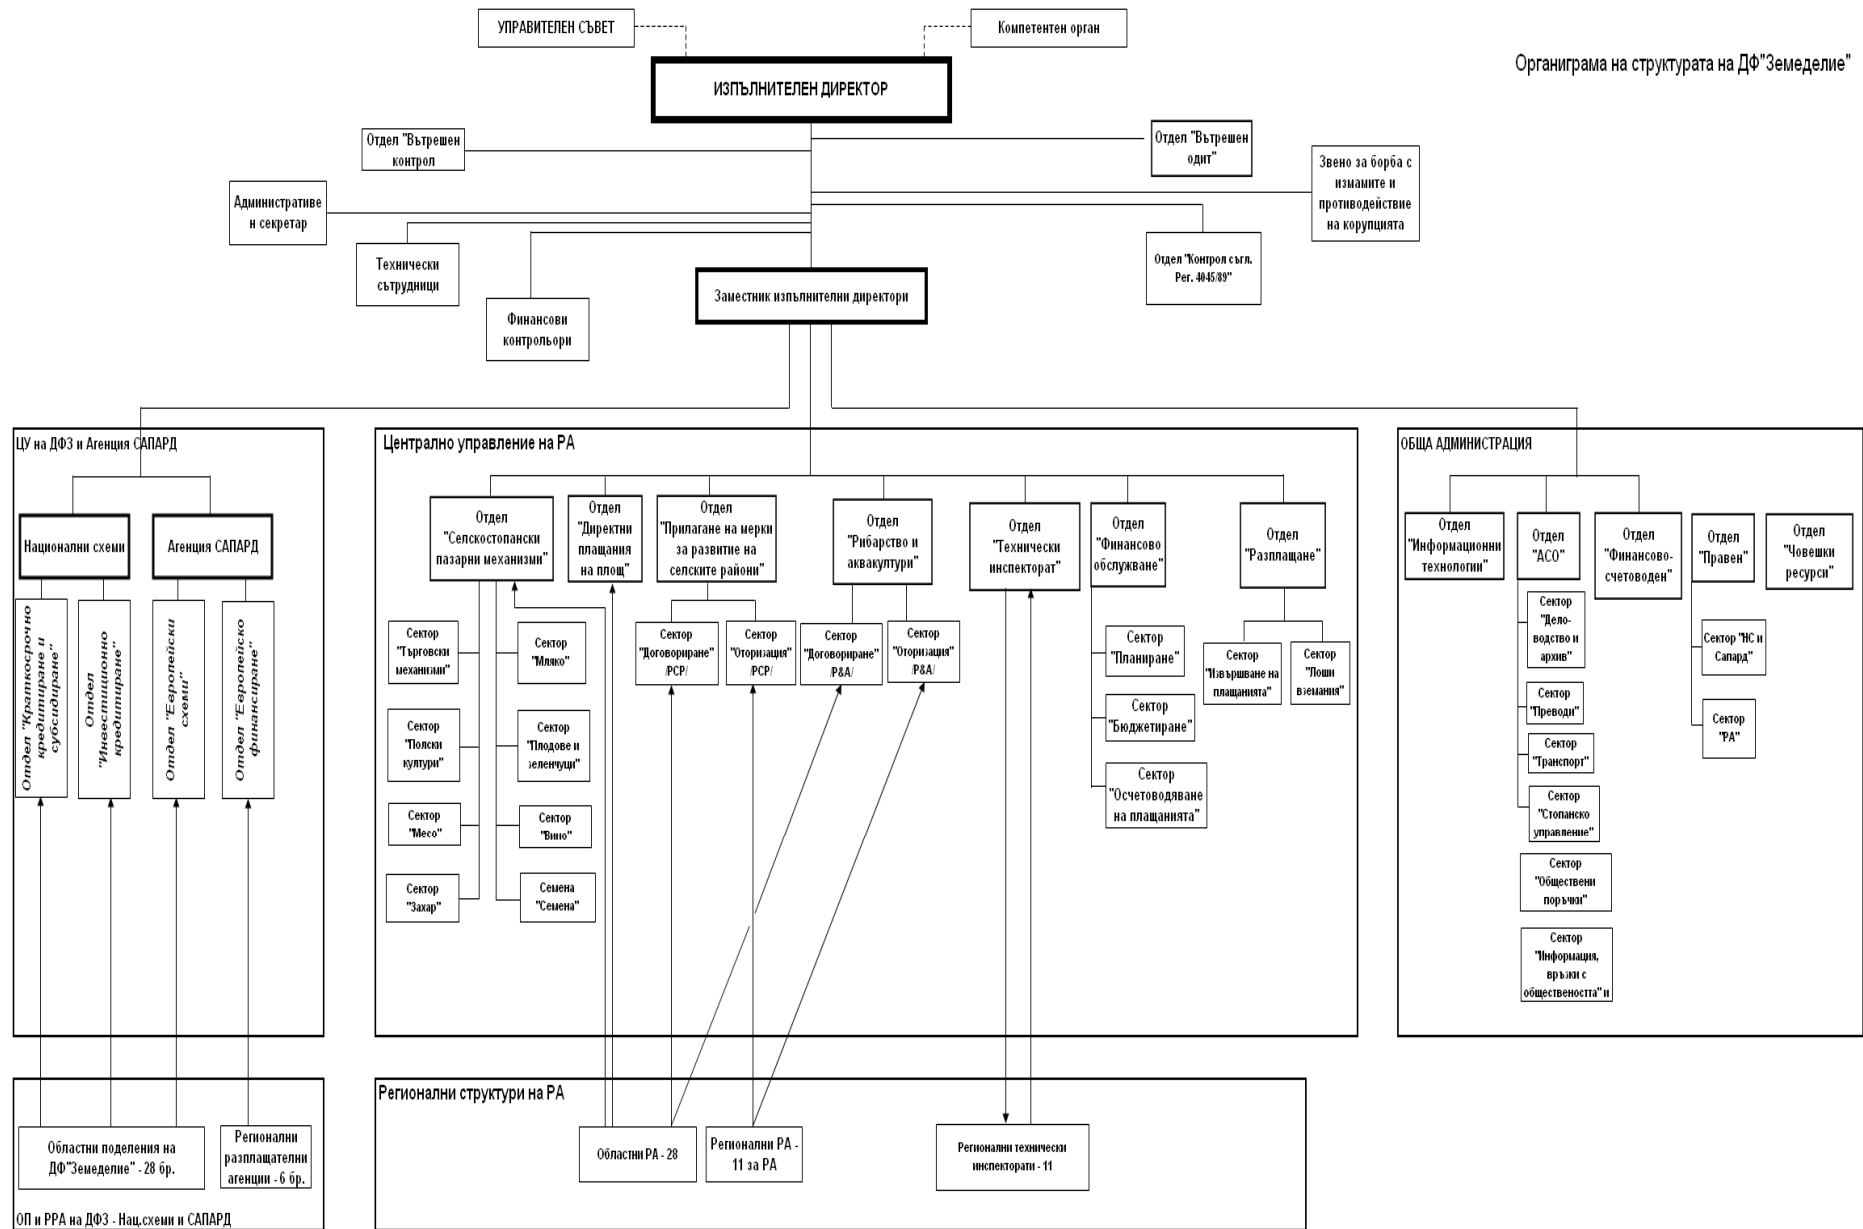 УПРАВИТЕЛЕН СЪВЕТ
Компетентен орган
Органиграма на структурата на ДФ"Земеделие"
ИЗПЪЛНИТЕЛЕН ДИРЕКТОР
Отдел "Вътрешен
контрол
Отдел "Вътрешен
одит"
Звено за борба с
измамите и
противодействие
на корупцията
Административе
н секретар
Технически
сътрудници
Финансови
контрольори
Отдел "Контрол съгл.
Рег. 4045/89"
Заместник изпълнителни директори
ЦУ на ДФЗ и Агенция САПАРД
Национални схеми
Агенция САПАРД
Отдел "Краткосрочно
кредитиране и
субсидиране"
Отдел
"Инвестиционно
кредитиране"
Отдел "Европейски
схеми"
Отдел "Европейско
финансиране"
Централно управление на РА
Отдел
"Селскостопански
пазарни механизми"
Отдел
"Директни
плащания
на площ"
Отдел
"Прилагане на мерки
за развитие на
селските райони"
Отдел
"Рибарство и
аквакултури"
Отдел
"Технически
инспекторат"
Отдел
"Финансово
обслужване"
Отдел
"Разплащане"
Сектор
"Търговски
механизми"
Сектор
"Мляко"
Сектор
"Полски
култури"
Сектор
"Плодове и
зеленчуци"
Сектор
"Месо"
Сектор
"Вино"
Сектор
"Захар"
Семена
"Семена"
Сектор
"Договориране"
/РСР/
Сектор
"Оторизация"
/РСР/
Сектор
"Договориране"
/Р&А/
Сектор
"Оторизация"
/Р&А/
Сектор
"Планиране"
Сектор
"Бюджетиране"
Сектор
"Осчетоводяване
на плащанията"
Сектор
"Извършване на
плащанията"
Сектор
"Лоши
вземания"
ОБЩА АДМИНИСТРАЦИЯ
Отдел
"Информационни
технологии"
Отдел
"АСО"
Отдел
"Финансово-
счетоводен"
Отдел
"Правен"
Отдел
"Човешки
ресурси"
Сектор
"Дело-
водство и
архив"
Сектор
"Преводи"
Сектор
"Транспорт"
Сектор
"Стопанско
управление"
Сектор
"Обществени
поръчки"
Сектор
"Информация,
връзки с
обществеността" и
Сектор "НС и
Сапард"
Сектор
"РА"
Областни поделения на
ДФ"Земеделие" - 28 бр.
Регионални
разплащателни
агенции - 6 бр.
ОП и РРА на ДФЗ - Нац.схеми и САПАРД
Регионални структури на РА
Областни РА - 28
Регионални РА -
11 за РА
Регионални технически
инспекторати - 11